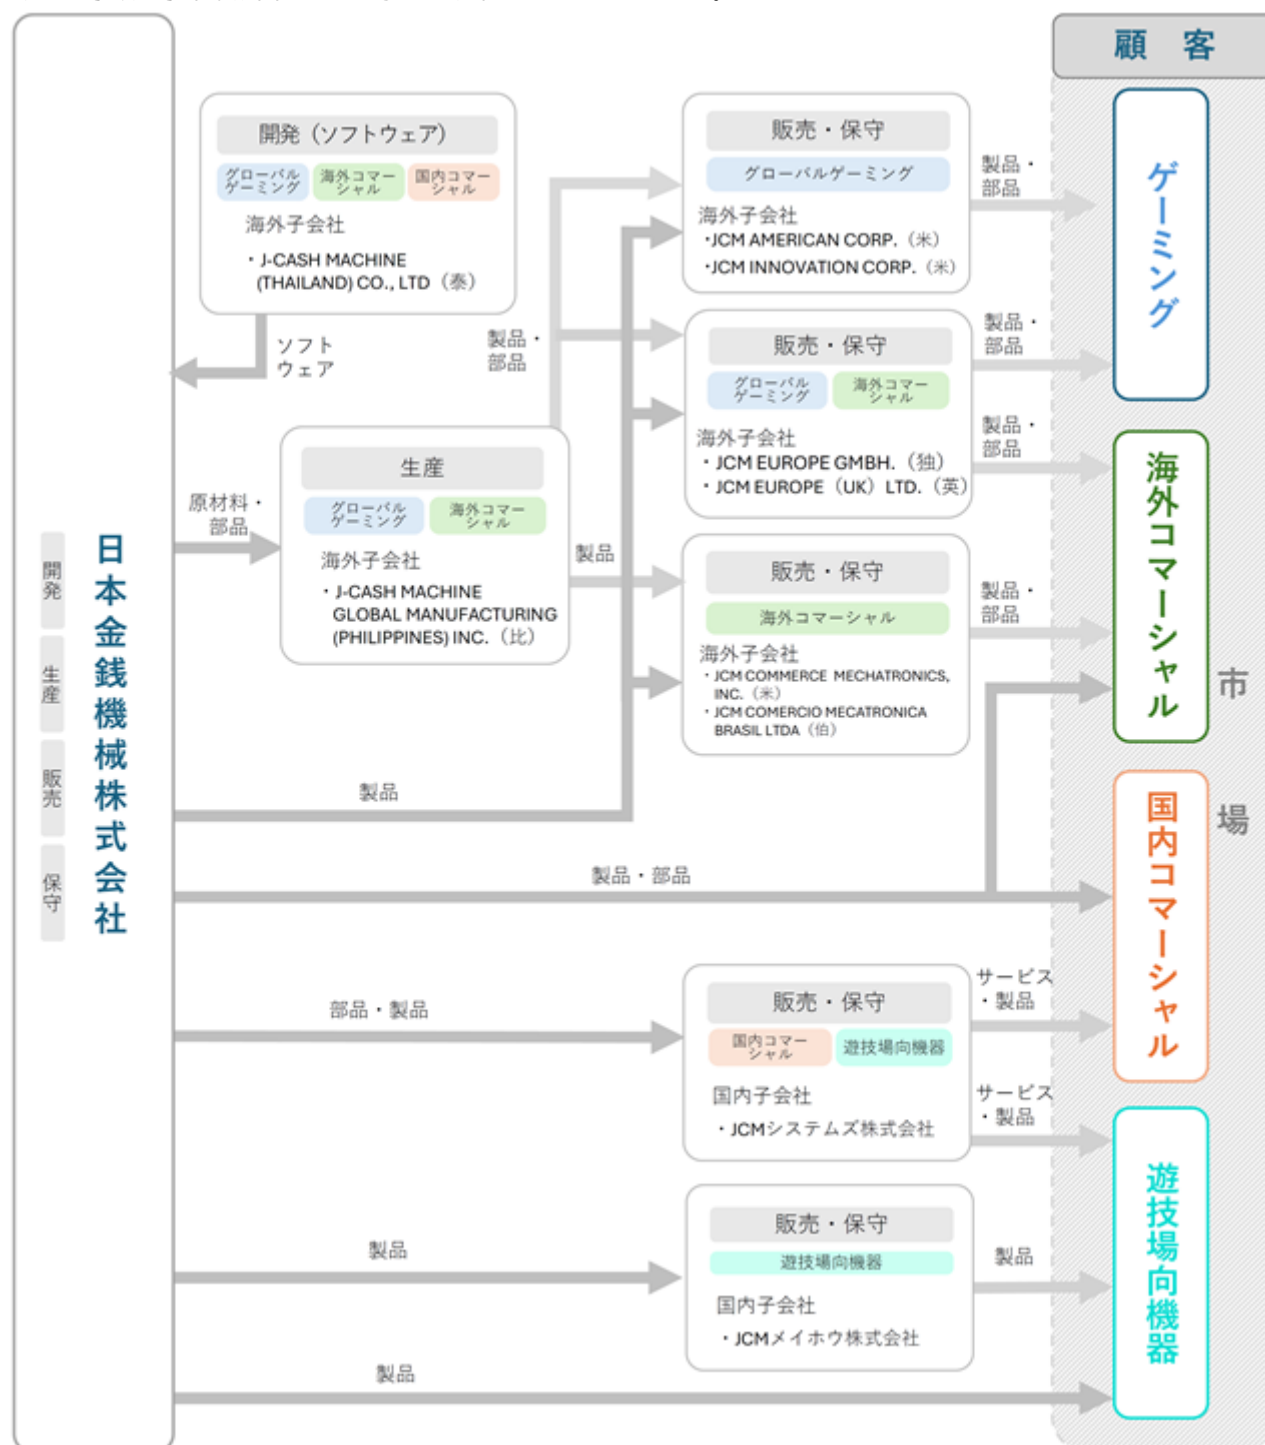 顧 客
開発（ソフトウェア）
グローバル
ゲーミング
海外コマー
シャル
国内コマー
シャル
海外子会社
・J-CASH MACHINE
(THAILAND) CO., LTD（泰）
ソフト
ウェア
販売・保守
グローバルゲーミング
海外子会社
・JCM AMERICAN CORP.（米）
・JCM INNOVATION CORP.（米）
製品・
部品
ゲーミング
製品・
部品
販売・保守
グローバル
ゲーミング
海外コマー
シャル
海外子会社
・JCM EUROPE GMBH.（独）
・JCM EUROPE（UK）LTD.（英）
製品・
部品
製品・
部品
生産
グローバル
ゲーミング
海外コマー
シャル
海外子会社
・J-CASH MACHINE
GLOBAL MANUFACTURING
(PHILIPPINES) INC.（比）
原材料・
部品
製品
販売・保守
海外コマーシャル
海外子会社
・JCM COMMERCE MECHATRONICS,
INC.（米）
・JCM COMERCIO MECATRONICA
BRASIL LTDA（伯）
製品・
部品
海外コマーシャル
市
場
日本金銭機械株式会社
開発
生産
販売
保守
製品
製品・部品
国内コマーシャル
部品・製品
販売・保守
国内コマー
シャル
遊技場向機器
国内子会社
・JCMシステムズ株式会社
サービス
・製品
サービス
・製品
遊技場向機器
製品
販売・保守
遊技場向機器
国内子会社
・JCMメイホウ株式会社
製品
製品